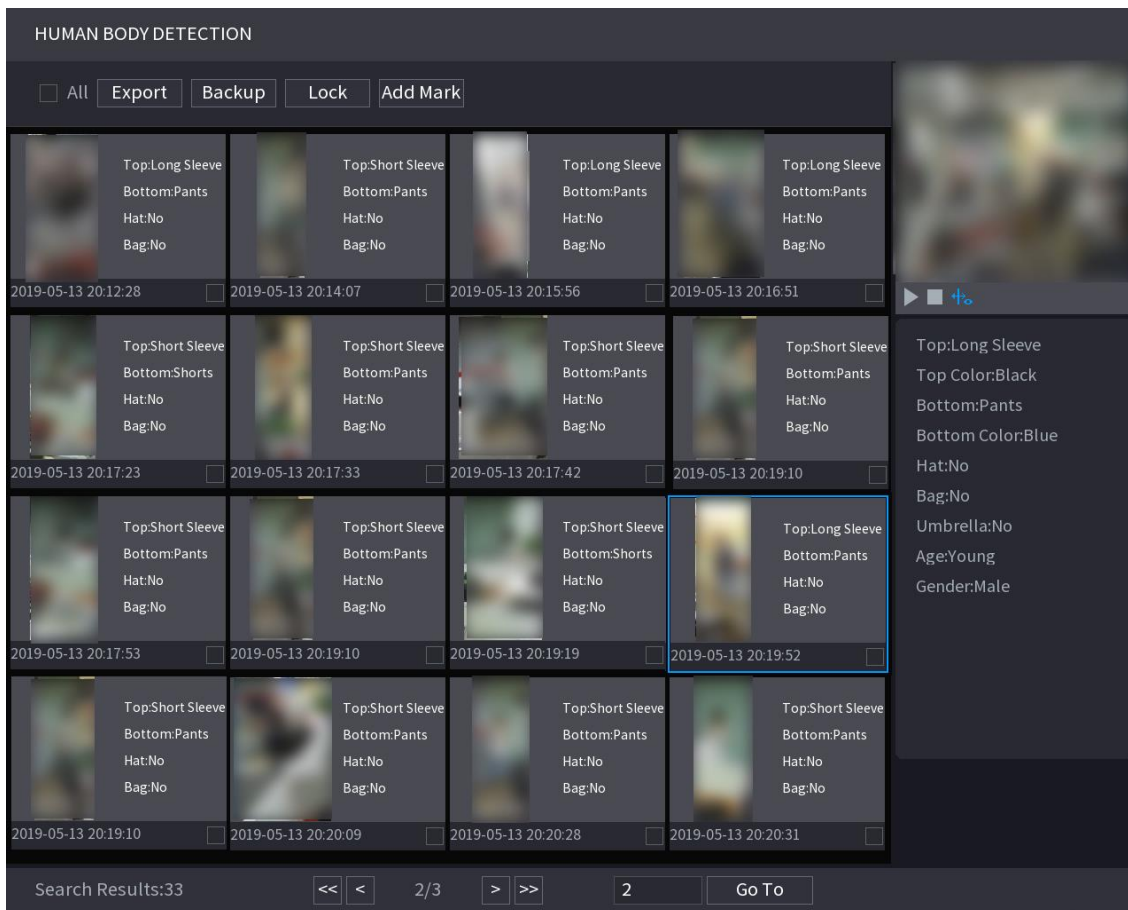 HUMAN BODY DETECTION
All Export Backup Lock Add Mark
Top:Long Sleeve
Bottom:Pants
Hat:No
Bag:No
2019-05-13 20:12:28
Top:Short Sleeve
Bottom:Pants
Hat:No
Bag:No
2019-05-13 20:14:07
Top:Long Sleeve
Bottom:Pants
Hat:No
Bag:No
2019-05-13 20:15:56
Top:Long Sleeve
Bottom:Pants
Hat:No
Bag:No
2019-05-13 20:16:51
Top:Short Sleeve
Bottom:Shorts
Hat:No
Bag:No
2019-05-13 20:17:23
Top:Short Sleeve
Bottom:Pants
Hat:No
Bag:No
2019-05-13 20:17:33
Top:Short Sleeve
Bottom:Pants
Hat:No
Bag:No
2019-05-13 20:17:42
Top:Short Sleeve
Bottom:Pants
Hat:No
Bag:No
2019-05-13 20:19:10
Top:Short Sleeve
Bottom:Pants
Hat:No
Bag:No
2019-05-13 20:17:53
Top:Short Sleeve
Bottom:Pants
Hat:No
Bag:No
2019-05-13 20:19:10
Top:Short Sleeve
Bottom:Shorts
Hat:No
Bag:No
2019-05-13 20:19:19
Top:Long Sleeve
Bottom:Pants
Hat:No
Bag:No
2019-05-13 20:19:52
Top:Short Sleeve
Bottom:Pants
Hat:No
Bag:No
2019-05-13 20:19:10
Top:Short Sleeve
Bottom:Pants
Hat:No
Bag:No
2019-05-13 20:20:09
Top:Short Sleeve
Bottom:Pants
Hat:No
Bag:No
2019-05-13 20:20:28
Top:Short Sleeve
Bottom:Pants
Hat:No
Bag:No
2019-05-13 20:20:31
Top:Long Sleeve
Top Color:Black
Bottom:Pants
Bottom Color:Blue
Hat:No
Bag:No
Umbrella:No
Age:Young
Gender:Male
Search Results:33 << < 2/3 > >> 2 Go To